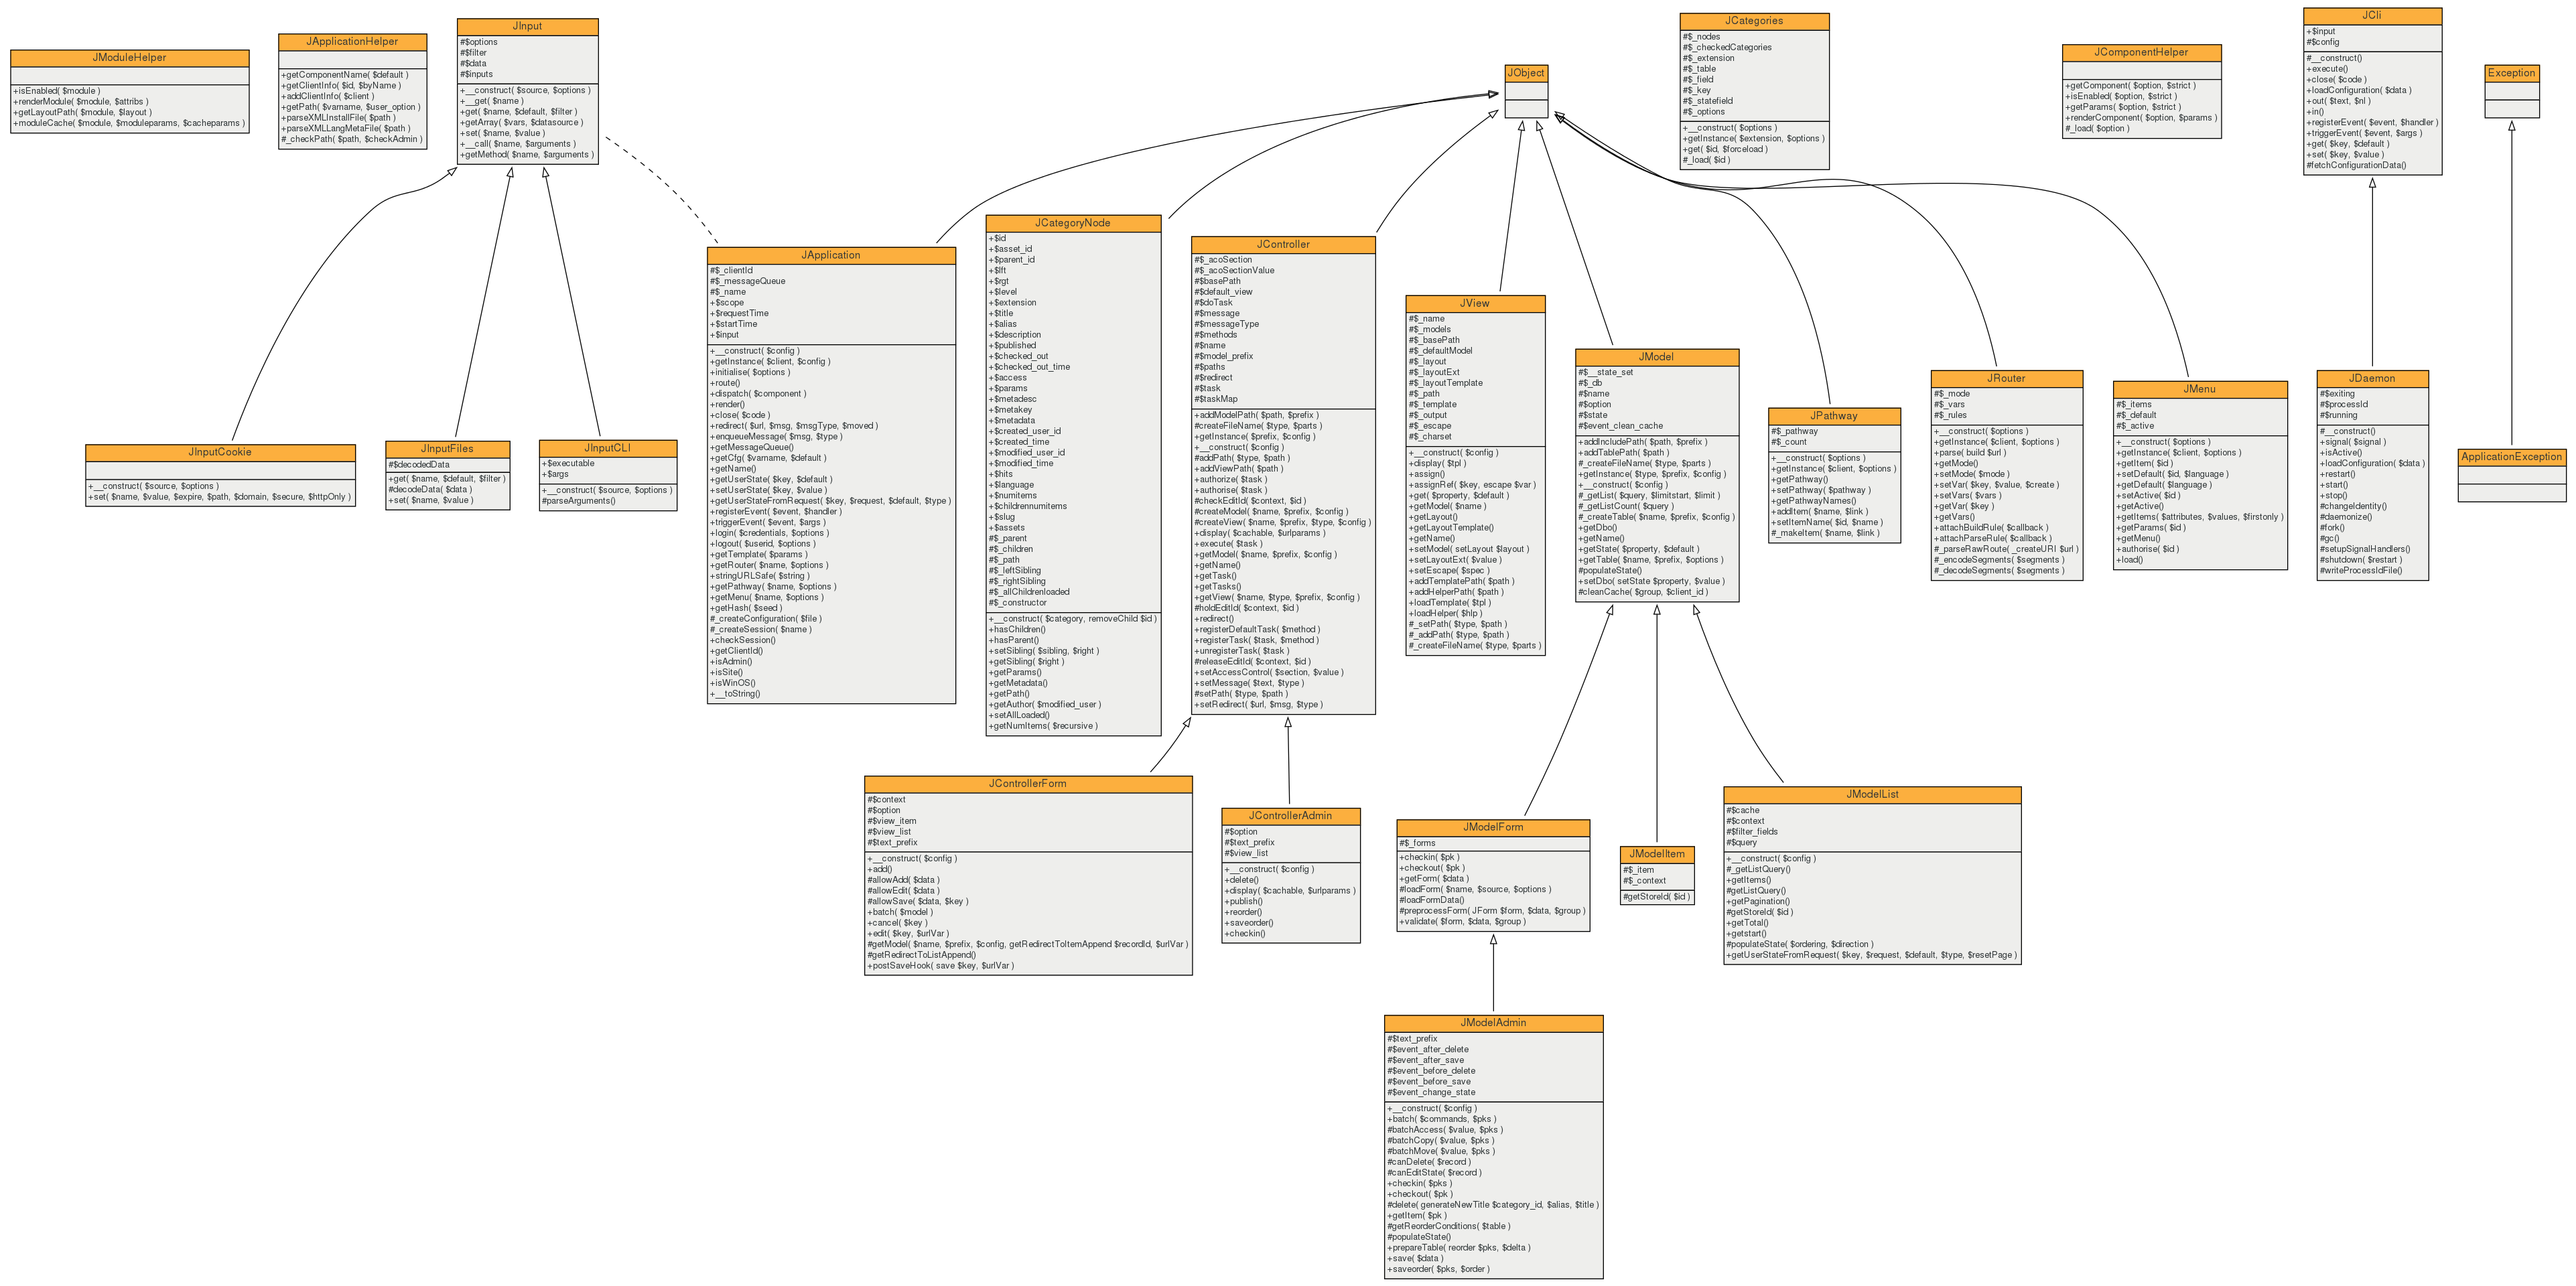 JModuleHelper
+isEnabled( $module )
+renderModule( $module, $attribs )
+getLayoutPath( $module, $layout )
+moduleCache( $module, $moduleparams, $cacheparams )
JApplicationHelper
+getComponentName( $default )
+getClientInfo( $id, $byName )
+addClientInfo( $client )
+getPath( $varname, $user_option )
+parseXMLInstallFile( $path )
+parseXMLLangMetaFile( $path )
#_checkPath( $path, $checkAdmin )
JInput
#$options
#$filter
#$data
#$inputs
+__construct( $source, $options )
+__get( $name )
+get( $name, $default, $filter )
+getArray( $vars, $datasource )
+set( $name, $value )
+__call( $name, $arguments )
+getMethod( $name, $arguments )
JObject
JCategories
#$_nodes
#$_checkedCategories
#$_extension
#$_table
#$_field
#$_key
#$_statefield
#$_options
+__construct( $options )
+getInstance( $extension, $options )
+get( $id, $forceload )
#_load( $id )
JComponentHelper
+getComponent( $option, $strict )
+isEnabled( $option, $strict )
+getParams( $option, $strict )
+renderComponent( $option, $params )
#_load( $option )
JCli
+$input
#$config
#__construct()
+execute()
+close( $code )
+loadConfiguration( $data )
+out( $text, $nl )
+in()
+registerEvent( $event, $handler )
+triggerEvent( $event, $args )
+get( $key, $default )
+set( $key, $value )
#fetchConfigurationData()
Exception
JInputCookie
+__construct( $source, $options )
+set( $name, $value, $expire, $path, $domain, $secure, $httpOnly )
JInputFiles
#$decodedData
+get( $name, $default, $filter )
#decodeData( $data )
+set( $name, $value )
JInputCLI
+$executable
+$args
+__construct( $source, $options )
#parseArguments()
JApplication
#$_clientId
#$_messageQueue
#$_name
+$scope
+$requestTime
+$startTime
+$input
+__construct( $config )
+getInstance( $client, $config )
+initialise( $options )
+route()
+dispatch( $component )
+render()
+close( $code )
+redirect( $url, $msg, $msgType, $moved )
+enqueueMessage( $msg, $type )
+getMessageQueue()
+getCfg( $varname, $default )
+getName()
+getUserState( $key, $default )
+setUserState( $key, $value )
+getUserStateFromRequest( $key, $request, $default, $type )
+registerEvent( $event, $handler )
+triggerEvent( $event, $args )
+login( $credentials, $options )
+logout( $userid, $options )
+getTemplate( $params )
+getRouter( $name, $options )
+stringURLSafe( $string )
+getPathway( $name, $options )
+getMenu( $name, $options )
+getHash( $seed )
#_createConfiguration( $file )
#_createSession( $name )
+checkSession()
+getClientId()
+isAdmin()
+isSite()
+isWinOS()
+__toString()
JCategoryNode
+$id
+$asset_id
+$parent_id
+$lft
+$rgt
+$level
+$extension
+$title
+$alias
+$description
+$published
+$checked_out
+$checked_out_time
+$access
+$params
+$metadesc
+$metakey
+$metadata
+$created_user_id
+$created_time
+$modified_user_id
+$modified_time
+$hits
+$language
+$numitems
+$childrennumitems
+$slug
+$assets
#$_parent
#$_children
#$_path
#$_leftSibling
#$_rightSibling
#$_allChildrenloaded
#$_constructor
+__construct( $category, removeChild $id )
+hasChildren()
+hasParent()
+setSibling( $sibling, $right )
+getSibling( $right )
+getParams()
+getMetadata()
+getPath()
+getAuthor( $modified_user )
+setAllLoaded()
+getNumItems( $recursive )
JController
#$_acoSection
#$_acoSectionValue
#$basePath
#$default_view
#$doTask
#$message
#$messageType
#$methods
#$name
#$model_prefix
#$paths
#$redirect
#$task
#$taskMap
+addModelPath( $path, $prefix )
#createFileName( $type, $parts )
+getInstance( $prefix, $config )
+__construct( $config )
#addPath( $type, $path )
+addViewPath( $path )
+authorize( $task )
+authorise( $task )
#checkEditId( $context, $id )
#createModel( $name, $prefix, $config )
#createView( $name, $prefix, $type, $config )
+display( $cachable, $urlparams )
+execute( $task )
+getModel( $name, $prefix, $config )
+getName()
+getTask()
+getTasks()
+getView( $name, $type, $prefix, $config )
#holdEditId( $context, $id )
+redirect()
+registerDefaultTask( $method )
+registerTask( $task, $method )
+unregisterTask( $task )
#releaseEditId( $context, $id )
+setAccessControl( $section, $value )
+setMessage( $text, $type )
#setPath( $type, $path )
+setRedirect( $url, $msg, $type )
JView
#$_name
#$_models
#$_basePath
#$_defaultModel
#$_layout
#$_layoutExt
#$_layoutTemplate
#$_path
#$_template
#$_output
#$_escape
#$_charset
+__construct( $config )
+display( $tpl )
+assign()
+assignRef( $key, escape $var )
+get( $property, $default )
+getModel( $name )
+getLayout()
+getLayoutTemplate()
+getName()
+setModel( setLayout $layout )
+setLayoutExt( $value )
+setEscape( $spec )
+addTemplatePath( $path )
+addHelperPath( $path )
+loadTemplate( $tpl )
+loadHelper( $hlp )
#_setPath( $type, $path )
#_addPath( $type, $path )
#_createFileName( $type, $parts )
JModel
#$__state_set
#$_db
#$name
#$option
#$state
#$event_clean_cache
+addIncludePath( $path, $prefix )
+addTablePath( $path )
#_createFileName( $type, $parts )
+getInstance( $type, $prefix, $config )
+__construct( $config )
#_getList( $query, $limitstart, $limit )
#_getListCount( $query )
#_createTable( $name, $prefix, $config )
+getDbo()
+getName()
+getState( $property, $default )
+getTable( $name, $prefix, $options )
#populateState()
+setDbo( setState $property, $value )
#cleanCache( $group, $client_id )
JPathway
#$_pathway
#$_count
+__construct( $options )
+getInstance( $client, $options )
+getPathway()
+setPathway( $pathway )
+getPathwayNames()
+addItem( $name, $link )
+setItemName( $id, $name )
#_makeItem( $name, $link )
JRouter
#$_mode
#$_vars
#$_rules
+__construct( $options )
+getInstance( $client, $options )
+parse( build $url )
+getMode()
+setMode( $mode )
+setVar( $key, $value, $create )
+setVars( $vars )
+getVar( $key )
+getVars()
+attachBuildRule( $callback )
+attachParseRule( $callback )
#_parseRawRoute( _createURI $url )
#_encodeSegments( $segments )
#_decodeSegments( $segments )
JMenu
#$_items
#$_default
#$_active
+__construct( $options )
+getInstance( $client, $options )
+getItem( $id )
+setDefault( $id, $language )
+getDefault( $language )
+setActive( $id )
+getActive()
+getItems( $attributes, $values, $firstonly )
+getParams( $id )
+getMenu()
+authorise( $id )
+load()
JDaemon
#$exiting
#$processId
#$running
#__construct()
+signal( $signal )
+isActive()
+loadConfiguration( $data )
+restart()
+start()
+stop()
#changeIdentity()
#daemonize()
#fork()
#gc()
#setupSignalHandlers()
#shutdown( $restart )
#writeProcessIdFile()
ApplicationException
JControllerForm
#$context
#$option
#$view_item
#$view_list
#$text_prefix
+__construct( $config )
+add()
#allowAdd( $data )
#allowEdit( $data )
#allowSave( $data, $key )
+batch( $model )
+cancel( $key )
+edit( $key, $urlVar )
#getModel( $name, $prefix, $config, getRedirectToItemAppend $recordId, $urlVar )
#getRedirectToListAppend()
+postSaveHook( save $key, $urlVar )
JControllerAdmin
#$option
#$text_prefix
#$view_list
+__construct( $config )
+delete()
+display( $cachable, $urlparams )
+publish()
+reorder()
+saveorder()
+checkin()
JModelForm
#$_forms
+checkin( $pk )
+checkout( $pk )
+getForm( $data )
#loadForm( $name, $source, $options )
#loadFormData()
#preprocessForm( JForm $form, $data, $group )
+validate( $form, $data, $group )
JModelItem
#$_item
#$_context
#getStoreId( $id )
JModelList
#$cache
#$context
#$filter_fields
#$query
+__construct( $config )
#_getListQuery()
+getItems()
#getListQuery()
+getPagination()
#getStoreId( $id )
+getTotal()
+getstart()
#populateState( $ordering, $direction )
+getUserStateFromRequest( $key, $request, $default, $type, $resetPage )
JModelAdmin
#$text_prefix
#$event_after_delete
#$event_after_save
#$event_before_delete
#$event_before_save
#$event_change_state
+__construct( $config )
+batch( $commands, $pks )
#batchAccess( $value, $pks )
#batchCopy( $value, $pks )
#batchMove( $value, $pks )
#canDelete( $record )
#canEditState( $record )
+checkin( $pks )
+checkout( $pk )
#delete( generateNewTitle $category_id, $alias, $title )
+getItem( $pk )
#getReorderConditions( $table )
#populateState()
+prepareTable( reorder $pks, $delta )
+save( $data )
+saveorder( $pks, $order )